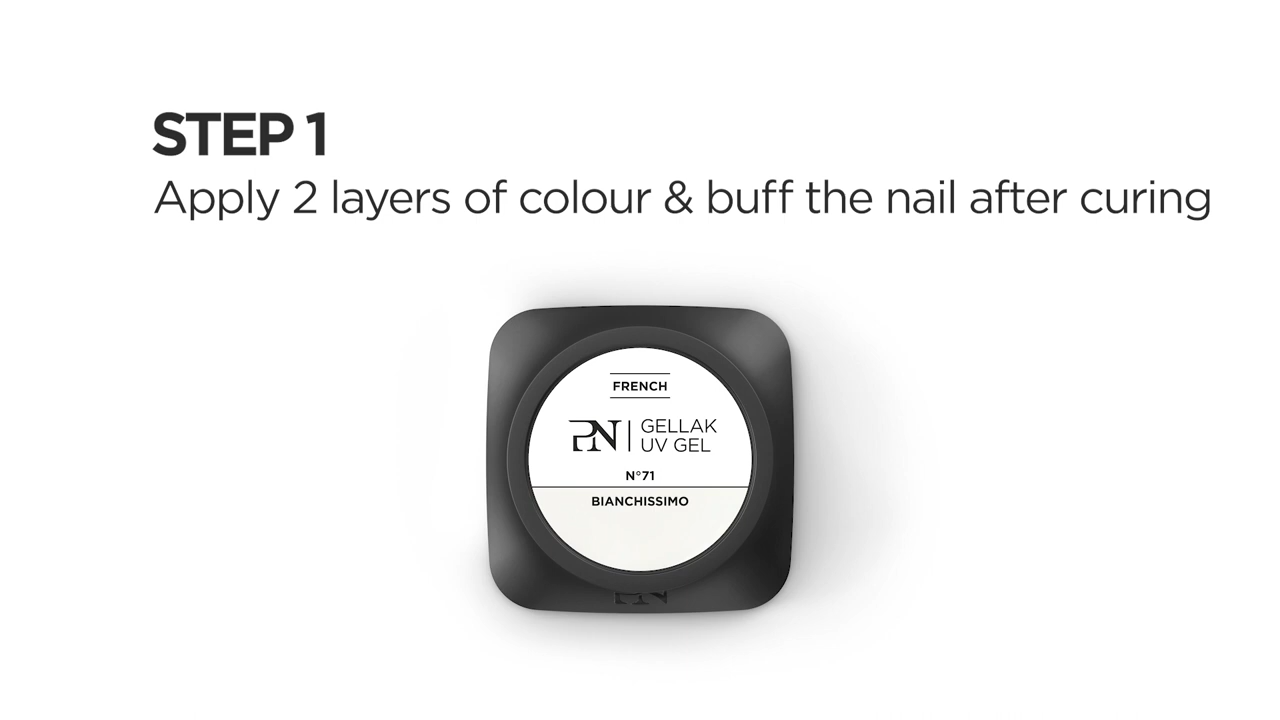 STEP 1
Apply 2 layers of colour & buff the nail after curing
FRENCH
PN | GELLAK
UV GEL
N°71
BIANCHISSIMO
PN